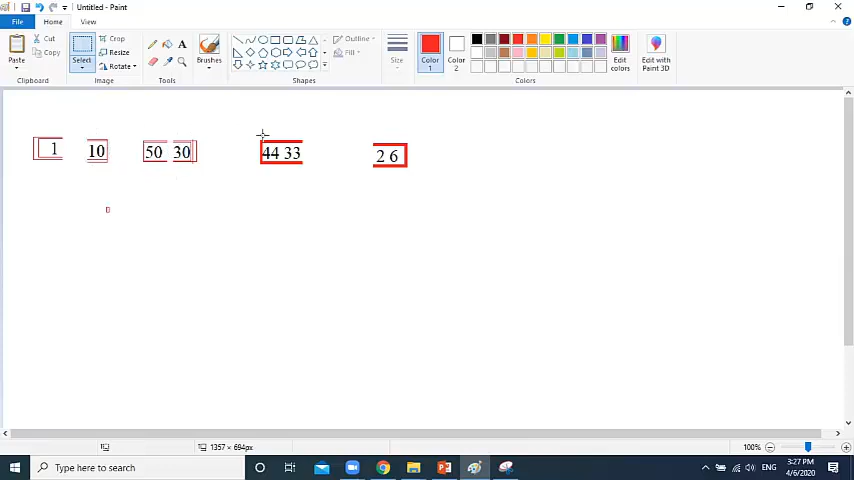 Untitled - Paint
File Home View
Paste Cut Copy Clipboard
Select Crop Resize Rotate Image
A Tools
Brushes
Outline Fill Shapes
Size
Color 1 Color 2 Edit colors Edit with Paint 3D Colors
1 10 50 30 44 33 2 6
1357 × 694px 100%
Type here to search ENG 3:27 PM 4/6/2020